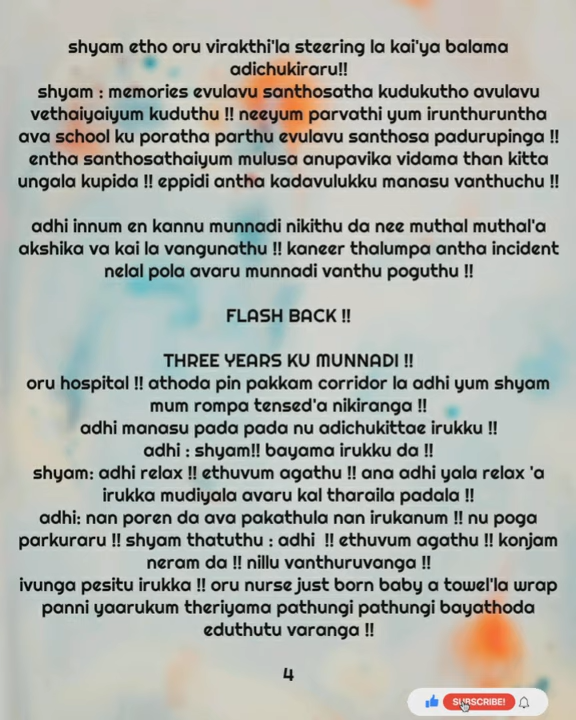 shyam etho oru virakthi'la steering la kai'ya balama
adichukiraru!!
shyam : memories evulavu santhosatha kudukutho avulavu
vethaiyaiyum kuduthu !! neeyum parvathi yum irunthuruntha
ava school ku poratha parthu evulavu santhosa padurupinga !!
entha santhosathaiyum mulusa anupavika vidama than kitta
ungala kupida !! eppidi antha kadavulukku manasu vanthuchu !!
adhi innum en kannu munnadi nikithu da nee muthal muthal'a
akshika va kai la vangunathu !! kaneer thalumpa antha incident
nelal pola avaru munnadi vanthu poguthu !!
FLASH BACK !!
THREE YEARS KU MUNNADI !!
oru hospital !! athoda pin pakkam corridor la adhi yum shyam
mum rompa tensed'a nikiranga !!
adhi manasu pada pada nu adichukittae irukku !!
adhi : shyam!! bayama irukku da !!
shyam: adhi relax !! ethuvum agathu !! ana adhi yala relax 'a
irukka mudiyala avaru kal tharaila padala !!
adhi: nan poren da ava pakathula nan irukanum !! nu poga
parkuraru !! shyam thatuthu : adhi !! ethuvum agathu !! konjam
neram da !! nillu vanthuruvanga !!
ivunga pesitu irukka !! oru nurse just born baby a towel'la wrap
panni yaarukum theriyama pathungi pathungi bayathoda
eduthutu varanga !!
4
SUBSCRIBE!